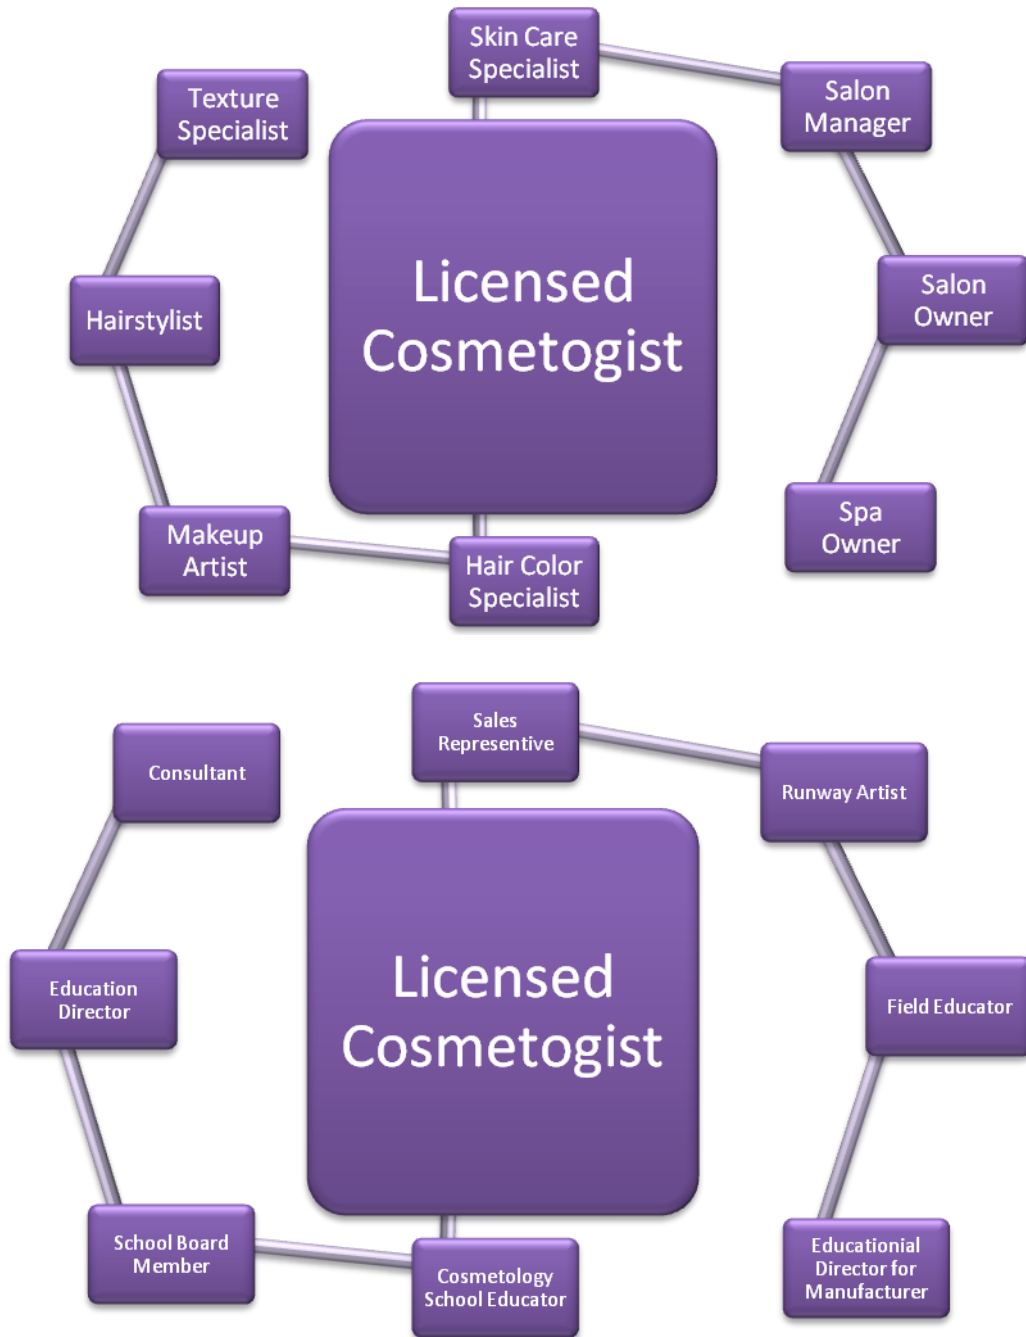 Skin Care
Specialist
Texture
Specialist
Salon
Manager
Licensed
Cosmetogist
Hairstylist
Salon
Owner
Makeup
Artist
Hair Color
Specialist
Spa
Owner
Sales
Representive
Consultant
Runway Artist
Licensed
Cosmetogist
Education
Director
Field Educator
School Board
Member
Cosmetology
School Educator
Educationial
Director for
Manufacturer